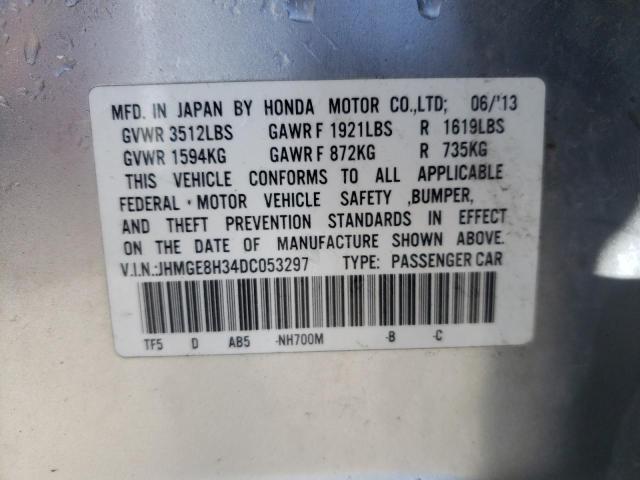 MFD. IN JAPAN BY HONDA MOTOR CO.,LTD; 06/'13
GVWR 3512LBS GAWR F 1921LBS R 1619LBS
GVWR 1594KG GAWR F 872KG R 735KG
THIS VEHICLE CONFORMS TO ALL APPLICABLE
FEDERAL · MOTOR VEHICLE SAFETY ,BUMPER,
AND THEFT PREVENTION STANDARDS IN EFFECT
ON THE DATE OF MANUFACTURE SHOWN ABOVE.
V.I.N.:JHMGE8H34DC053297 TYPE: PASSENGER CAR
TF5 D AB5 -NH700M -B -C